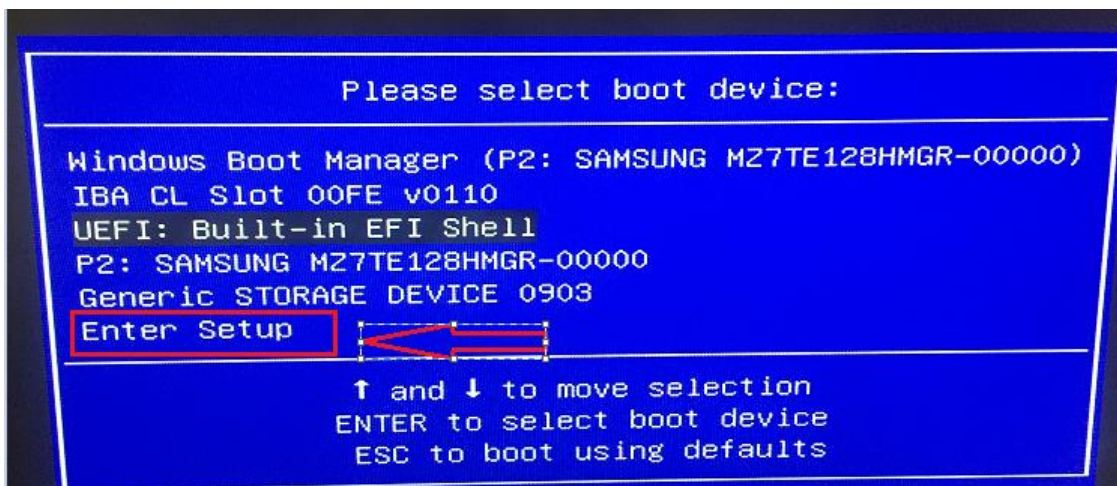 Please select boot device:
Windows Boot Manager (P2: SAMSUNG MZ7TE128HMGR-00000)
IBA CL Slot 00FE v0110
UEFI: Built-in EFI Shell
P2: SAMSUNG MZ7TE128HMGR-00000
Generic STORAGE DEVICE 0903
Enter Setup
↑ and ↓ to move selection
ENTER to select boot device
ESC to boot using defaults